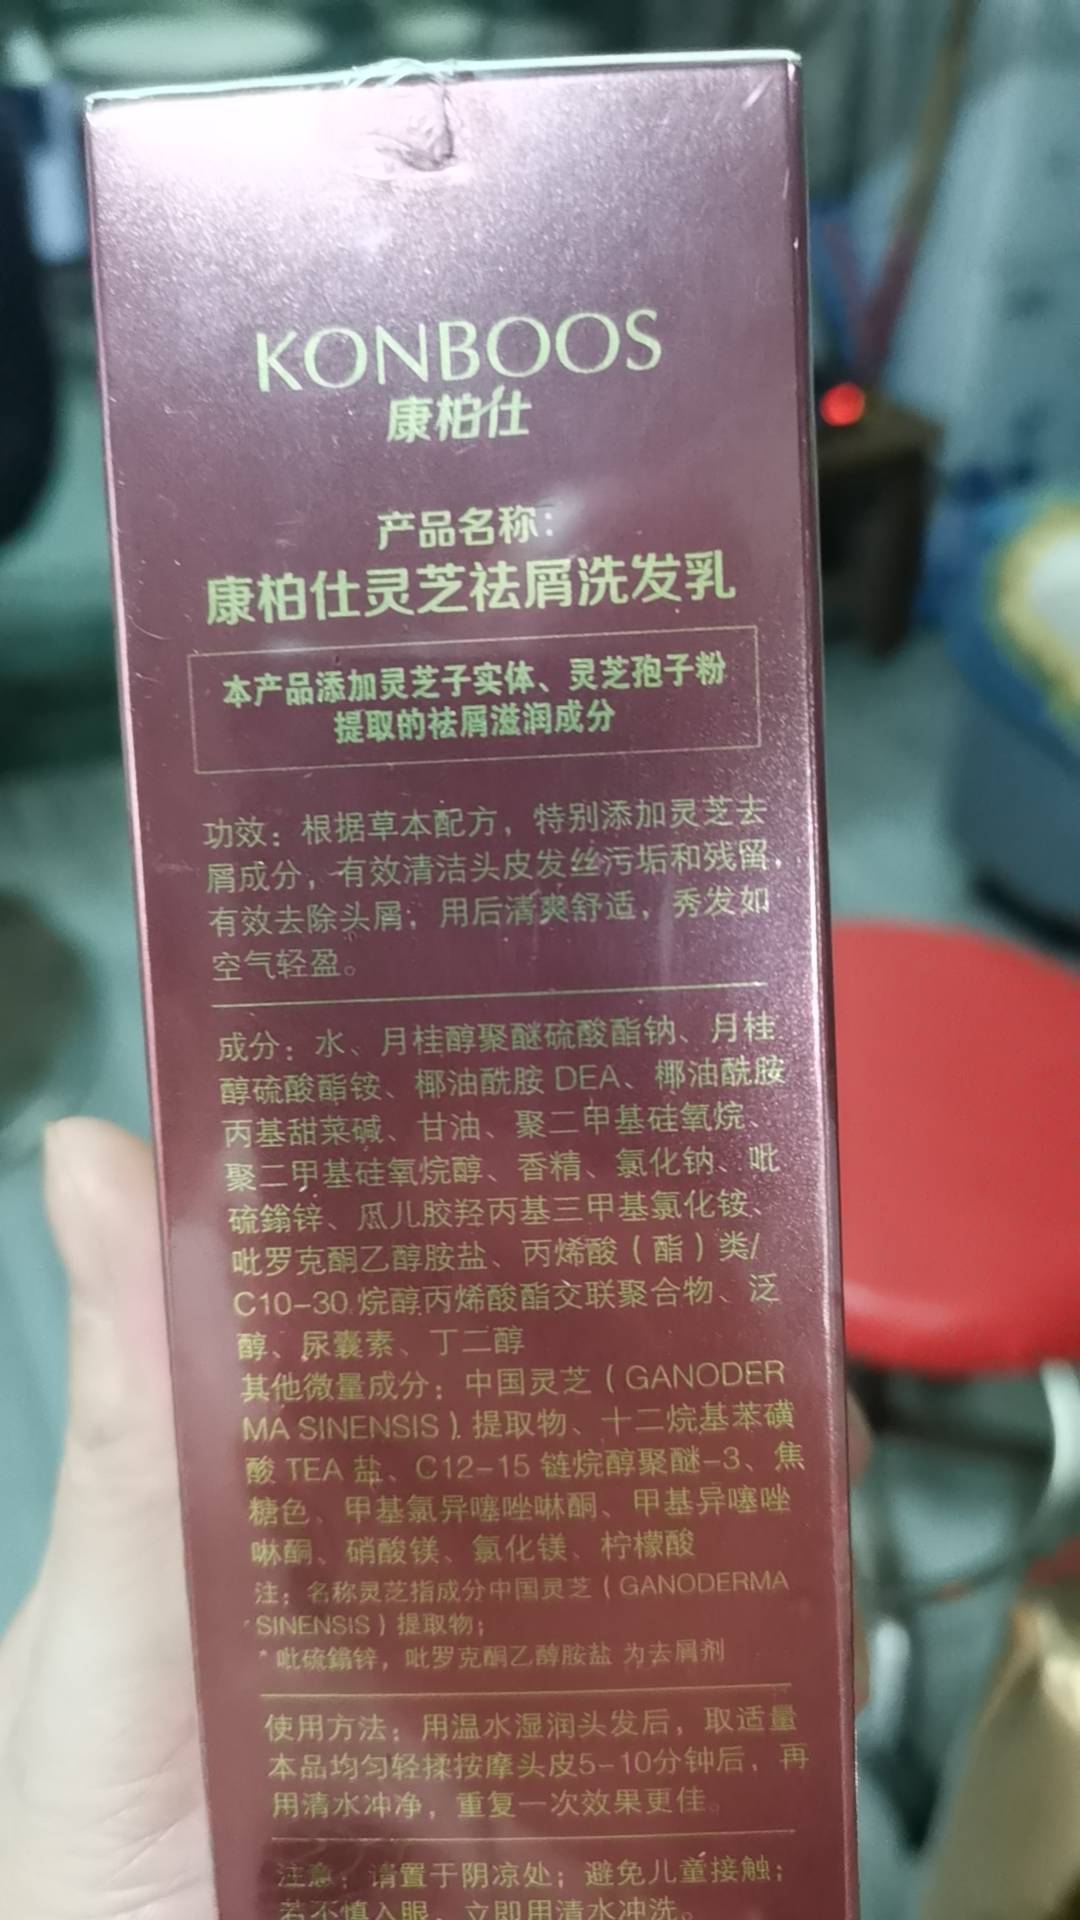 KONBOOS
康柏仕
产品名称:
康柏仕灵芝祛屑洗发乳
本产品添加灵芝子实体、灵芝孢子粉
提取的祛屑滋润成分
功效：根据草本配方，特别添加灵芝去
屑成分，有效清洁头皮发丝污垢和残留，
有效去除头屑；用后清爽舒适，秀发如
空气轻盈。
成分：水、月桂醇聚醚硫酸酯钠、月桂
醇硫酸酯铵、椰油酰胺 DEA、椰油酰胺
丙基甜菜碱、甘油、聚二甲基硅氧烷、
聚二甲基硅氧烷醇、香精、氯化钠、吡
硫鎓锌、瓜儿胶羟丙基三甲基氯化铵、
吡罗克酮乙醇胺盐、丙烯酸（酯）类/
C10-30 烷醇丙烯酸酯交联聚合物、泛
醇、尿囊素、丁二醇
其他微量成分：中国灵芝（GANODER
MA SINENSIS）提取物、十二烷基苯磺
酸 TEA 盐、C12-15 链烷醇聚醚-3、焦
糖色、甲基氯异噻唑啉酮、甲基异噻唑
啉酮、硝酸镁、氯化镁、柠檬酸
注：名称灵芝指成分中国灵芝（GANODERMA
SINENSIS）提取物；
*吡硫鎓锌，吡罗克酮乙醇胺盐 为去屑剂
使用方法：用温水湿润头发后，取适量
本品均匀轻揉按摩头皮5-10分钟后，再
用清水冲净，重复一次效果更佳。
注意：请置于阴凉处；避免儿童接触；
若不慎入眼，立即用清水冲洗。